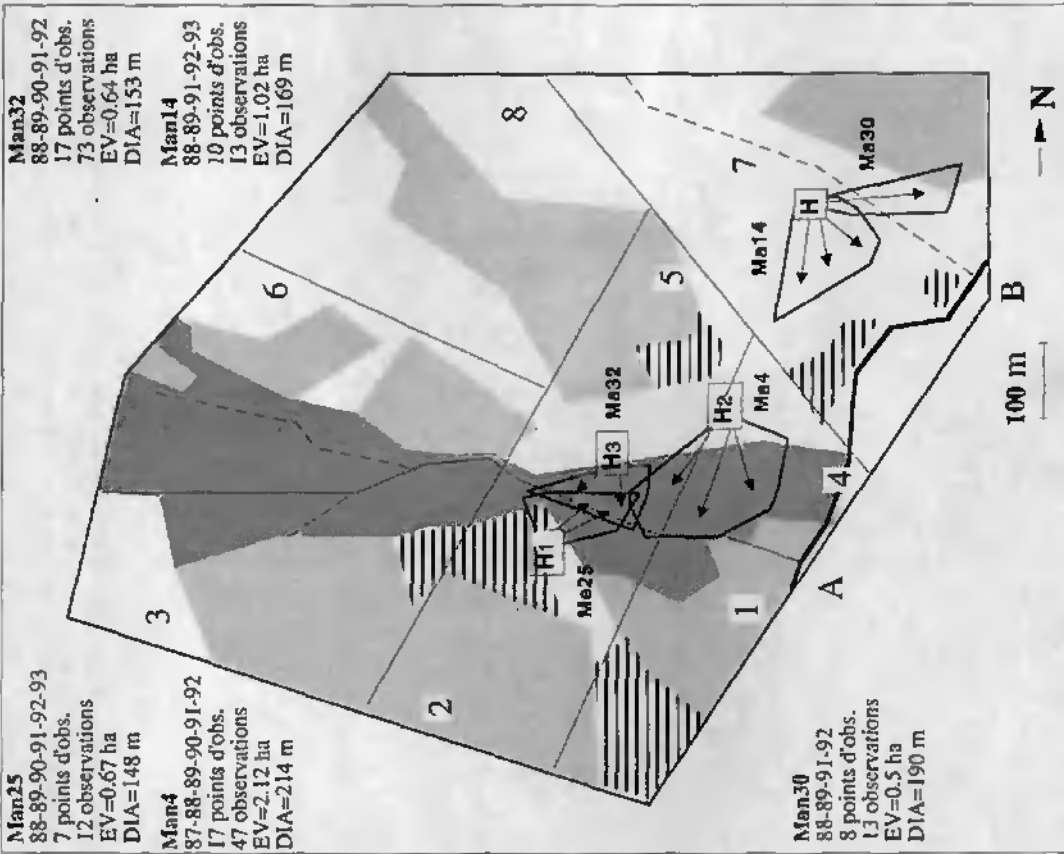 Man25
88-89-90-91-92-93
7 points d'obs.
12 observations
EV=0.67 ha
DIA=148 m
Man4
87-88-89-90-91-92
17 points d'obs.
47 observations
EV=2.12 ha
DIA=214 m
Man30
88-89-91-92
8 points d'obs.
13 observations
EV=0.5 ha
DIA=190 m
Man32
88-89-90-91-92
17 points d'obs.
73 observations
EV=0.64 ha
DIA=153 m
Man14
88-89-91-92-93
10 points d'obs.
13 observations
EV=1.02 ha
DIA=169 m
3
6
8
2
5
7
1
4
H1
Me25
H3
Ma32
H2
Ma4
H
Ma14
Ma30
A
B
100 m
N